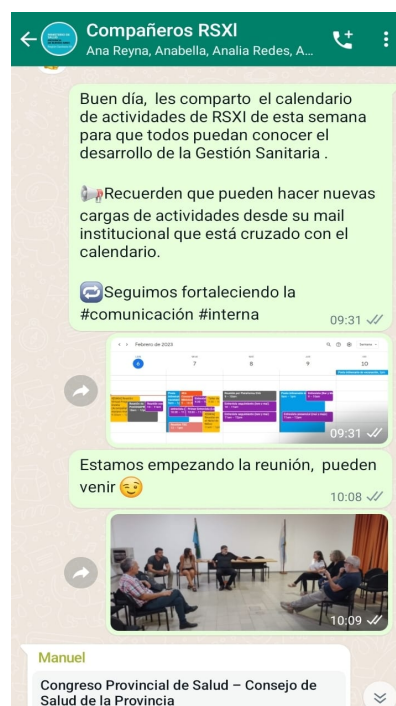 Compañeros RSXI
Ana Reyna, Anabella, Analia Redes, A...
Buen día, les comparto el calendario
de actividades de RSXI de esta semana
para que todos puedan conocer el
desarrollo de la Gestión Sanitaria .
Recuerden que pueden hacer nuevas
cargas de actividades desde su mail
institucional que está cruzado con el
calendario.
Seguimos fortaleciendo la
#comunicación #interna
09:31
Febrero de 2023
6
7
8
9
10
09:31
Estamos empezando la reunión, pueden
venir
10:08
10:09
Manuel
Congreso Provincial de Salud – Consejo de
Salud de la Provincia